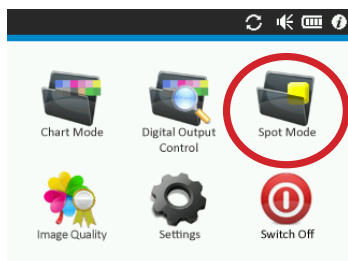 Chart Mode
Digital Output
Control
Spot Mode
Image Quality
Settings
Switch Off